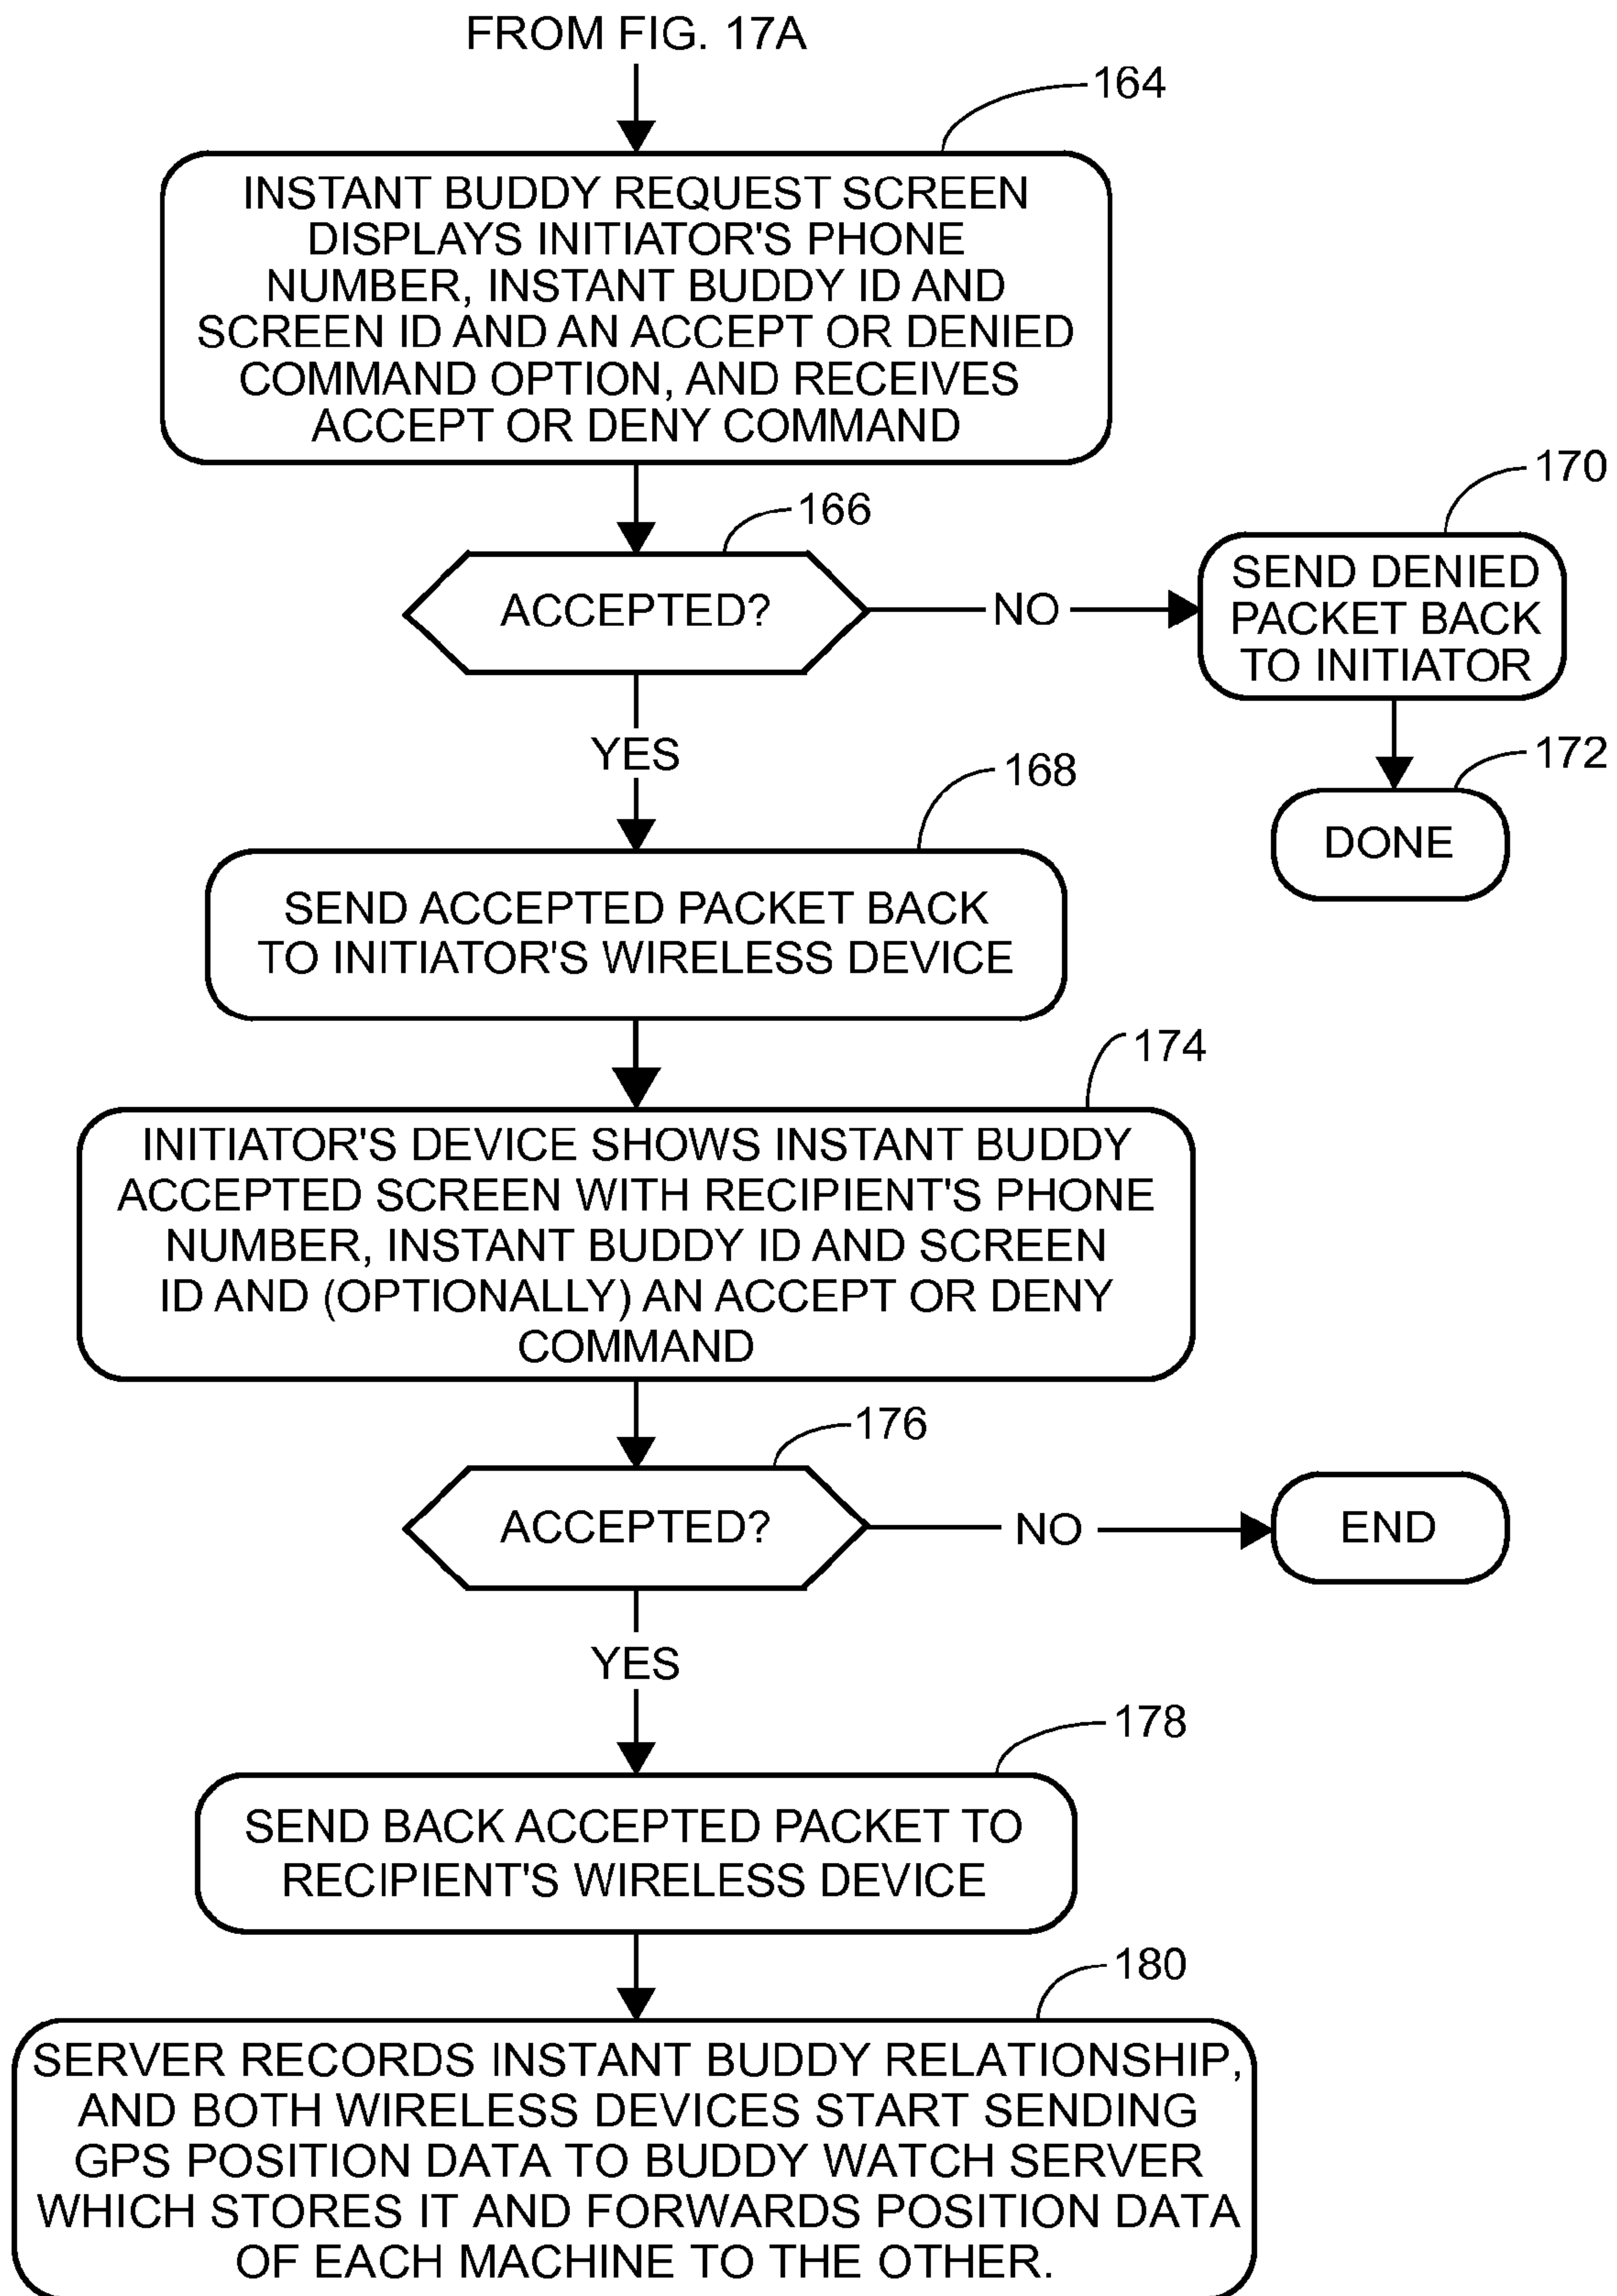 FROM FIG. 17A
164
INSTANT BUDDY REQUEST SCREEN
DISPLAYS INITIATOR'S PHONE
NUMBER, INSTANT BUDDY ID AND
SCREEN ID AND AN ACCEPT OR DENIED
COMMAND OPTION, AND RECEIVES
ACCEPT OR DENY COMMAND
166
ACCEPTED?
NO
170
SEND DENIED
PACKET BACK
TO INITIATOR
172
DONE
YES
168
SEND ACCEPTED PACKET BACK
TO INITIATOR'S WIRELESS DEVICE
174
INITIATOR'S DEVICE SHOWS INSTANT BUDDY
ACCEPTED SCREEN WITH RECIPIENT'S PHONE
NUMBER, INSTANT BUDDY ID AND SCREEN
ID AND (OPTIONALLY) AN ACCEPT OR DENY
COMMAND
176
ACCEPTED?
NO
END
YES
178
SEND BACK ACCEPTED PACKET TO
RECIPIENT'S WIRELESS DEVICE
180
SERVER RECORDS INSTANT BUDDY RELATIONSHIP,
AND BOTH WIRELESS DEVICES START SENDING
GPS POSITION DATA TO BUDDY WATCH SERVER
WHICH STORES IT AND FORWARDS POSITION DATA
OF EACH MACHINE TO THE OTHER.